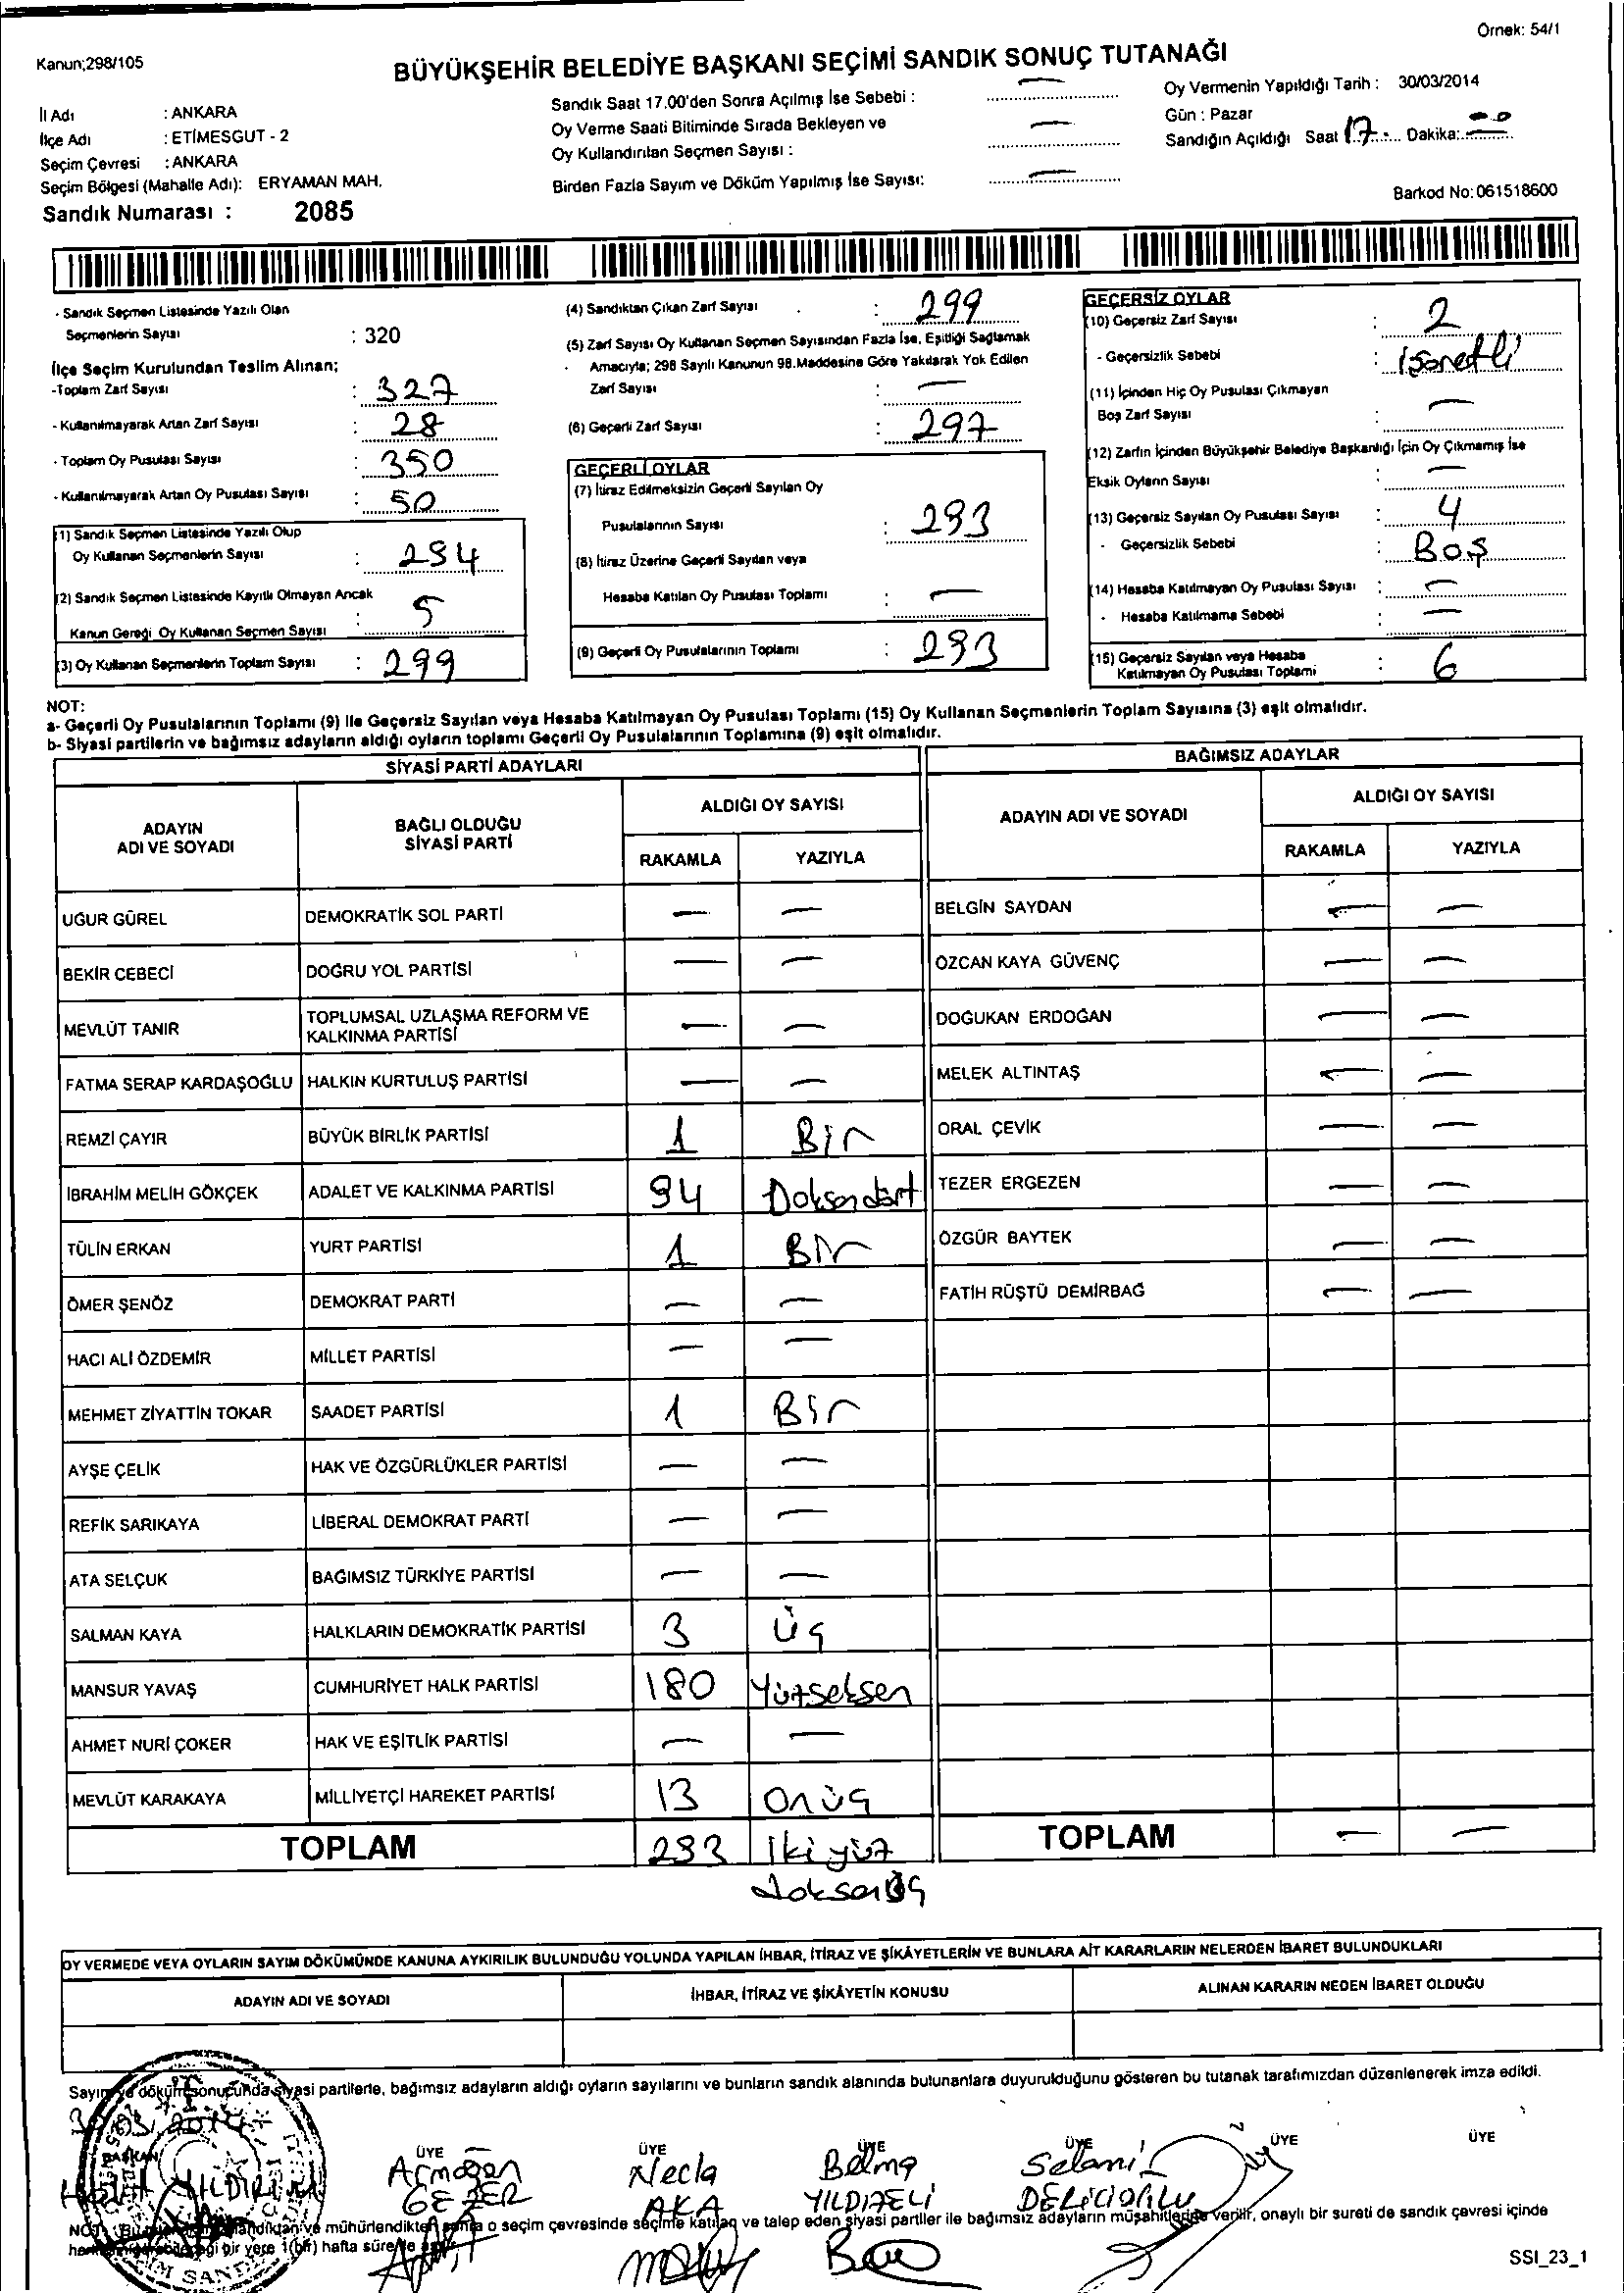 Örnek: 54/1
Kanun;298/105
BÜYÜKŞEHİR BELEDİYE BAŞKANI SEÇİMİ SANDIK SONUÇ TUTANAĞI
İl Adı : ANKARA
İlçe Adı : ETİMESGUT - 2
Seçim Çevresi : ANKARA
Seçim Bölgesi (Mahalle Adı): ERYAMAN MAH.
Sandık Numarası : 2085
Sandık Saat 17.00'den Sonra Açılmış İse Sebebi : —
Oy Verme Saati Bitiminde Sırada Bekleyen ve
Oy Kullandırılan Seçmen Sayısı : —
Birden Fazla Sayım ve Döküm Yapılmış İse Sayısı: —
Oy Vermenin Yapıldığı Tarih : 30/03/2014
Gün : Pazar
Sandığın Açıldığı Saat 17 Dakika:
Barkod No: 061518600
- Sandık Seçmen Listesinde Yazılı Olan
Seçmenlerin Sayısı : 320
İlçe Seçim Kurulundan Teslim Alınan;
-Toplam Zarf Sayısı : 327
- Kullanılmayarak Artan Zarf Sayısı : 28
- Toplam Oy Pusulası Sayısı : 350
- Kullanılmayarak Artan Oy Pusulası Sayısı : 50
(1) Sandık Seçmen Listesinde Yazılı Olup
Oy Kullanan Seçmenlerin Sayısı : 294
(2) Sandık Seçmen Listesinde Kayıtlı Olmayan Ancak
Kanun Gereği Oy Kullanan Seçmen Sayısı : 5
(3) Oy Kullanan Seçmenlerin Toplam Sayısı : 299
(4) Sandıktan Çıkan Zarf Sayısı : 299
(5) Zarf Sayısı Oy Kullanan Seçmen Sayısından Fazla İse, Eşitliği Sağlamak
Amacıyla; 298 Sayılı Kanunun 98.Maddesine Göre Yakılarak Yok Edilen
Zarf Sayısı : —
(6) Geçerli Zarf Sayısı : 297
GEÇERLİ OYLAR
(7) İtiraz Edilmeksizin Geçerli Sayılan Oy
Pusulalarının Sayısı : 293
(8) İtiraz Üzerine Geçerli Sayılan veya
Hesaba Katılan Oy Pusulası Toplamı : —
(9) Geçerli Oy Pusulalarının Toplamı : 293
GEÇERSİZ OYLAR
(10) Geçersiz Zarf Sayısı : 2
- Geçersizlik Sebebi : işaretli
(11) İçinden Hiç Oy Pusulası Çıkmayan
Boş Zarf Sayısı : —
(12) Zarfın İçinden Büyükşehir Belediye Başkanlığı İçin Oy Çıkmamış İse
Eksik Oyların Sayısı : —
(13) Geçersiz Sayılan Oy Pusulası Sayısı : 4
- Geçersizlik Sebebi : Boş
(14) Hesaba Katılmayan Oy Pusulası Sayısı : —
- Hesaba Katılmama Sebebi : —
(15) Geçersiz Sayılan veya Hesaba
Katılmayan Oy Pusulası Toplamı : 6
NOT:
a- Geçerli Oy Pusulalarının Toplamı (9) ile Geçersiz Sayılan veya Hesaba Katılmayan Oy Pusulası Toplamı (15) Oy Kullanan Seçmenlerin Toplam Sayısına (3) eşit olmalıdır.
b- Siyasi partilerin ve bağımsız adayların aldığı oyların toplamı Geçerli Oy Pusulalarının Toplamına (9) eşit olmalıdır.
SİYASİ PARTİ ADAYLARI
ADAYIN ADI VE SOYADI BAĞLI OLDUĞU SİYASİ PARTİ ALDIĞI OY SAYISI
RAKAMLA YAZIYLA
UĞUR GÜREL DEMOKRATİK SOL PARTİ — —
BEKİR CEBECİ DOĞRU YOL PARTİSİ — —
MEVLÜT TANIR TOPLUMSAL UZLAŞMA REFORM VE KALKINMA PARTİSİ — —
FATMA SERAP KARDAŞOĞLU HALKIN KURTULUŞ PARTİSİ — —
REMZİ ÇAYIR BÜYÜK BİRLİK PARTİSİ 1 Bir
İBRAHİM MELİH GÖKÇEK ADALET VE KALKINMA PARTİSİ 94 Doksandört
TÜLİN ERKAN YURT PARTİSİ 1 Bir
ÖMER ŞENÖZ DEMOKRAT PARTİ — —
HACI ALİ ÖZDEMİR MİLLET PARTİSİ — —
MEHMET ZİYATTİN TOKAR SAADET PARTİSİ 1 Bir
AYŞE ÇELİK HAK VE ÖZGÜRLÜKLER PARTİSİ — —
REFİK SARIKAYA LİBERAL DEMOKRAT PARTİ — —
ATA SELÇUK BAĞIMSIZ TÜRKİYE PARTİSİ — —
SALMAN KAYA HALKLARIN DEMOKRATİK PARTİSİ 3 Üç
MANSUR YAVAŞ CUMHURİYET HALK PARTİSİ 180 Yüzseksen
AHMET NURİ ÇOKER HAK VE EŞİTLİK PARTİSİ — —
MEVLÜT KARAKAYA MİLLİYETÇİ HAREKET PARTİSİ 13 Onüç
TOPLAM 293 İkiyüz
doksanüç
BAĞIMSIZ ADAYLAR
ADAYIN ADI VE SOYADI ALDIĞI OY SAYISI
RAKAMLA YAZIYLA
BELGİN SAYDAN — —
ÖZCAN KAYA GÜVENÇ — —
DOĞUKAN ERDOĞAN — —
MELEK ALTINTAŞ — —
ORAL ÇEVİK — —
TEZER ERGEZEN — —
ÖZGÜR BAYTEK — —
FATİH RÜŞTÜ DEMİRBAĞ — —
TOPLAM — —
OY VERMEDE VEYA OYLARIN SAYIM DÖKÜMÜNDE KANUNA AYKIRILIK BULUNDUĞU YOLUNDA YAPILAN İHBAR, İTİRAZ VE ŞİKÂYETLERİN VE BUNLARA AİT KARARLARIN NELERDEN İBARET BULUNDUKLARI
ADAYIN ADI VE SOYADI İHBAR, İTİRAZ VE ŞİKÂYETİN KONUSU ALINAN KARARIN NEDEN İBARET OLDUĞU
Sayım ve döküm sonucunda siyasi partilerle, bağımsız adayların aldığı oyların sayılarını ve bunların sandık alanında bulunanlara duyurulduğunu gösteren bu tutanak tarafımızdan düzenlenerek imza edildi.
30.03.2014
BAŞKAN ÜYE ÜYE ÜYE ÜYE ÜYE ÜYE
YILDIRIM
Armağan GEZER
Necla AKA
Belma YILDIZELİ
Selami
mühürlendikten sonra o seçim çevresinde seçime katılan ve talep eden siyasi partiler ile bağımsız adayların müşahitlerine verilir, onaylı bir sureti de sandık çevresi içinde
bir yere 1(bir) hafta süreyle
SSI_23_1